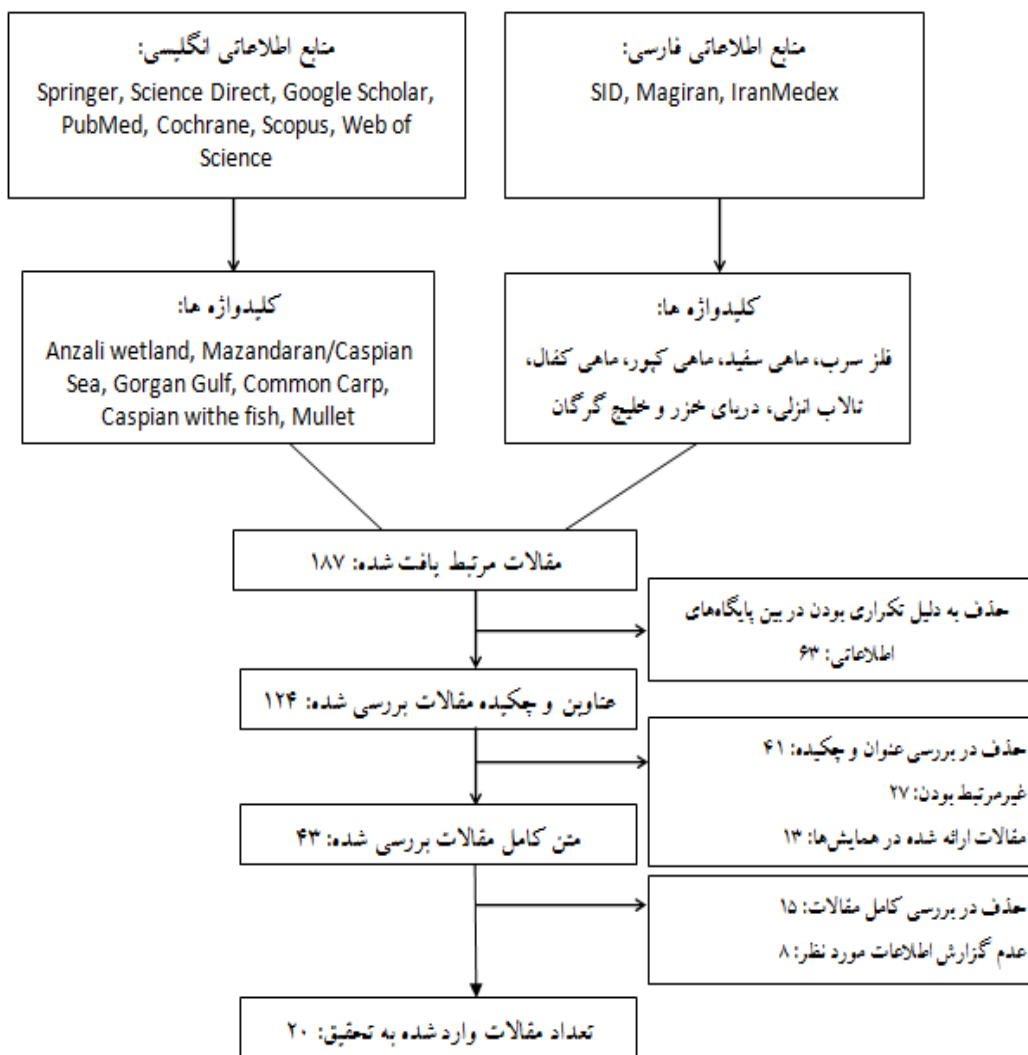 منابع اطلاعاتی انگلیسی:
Springer, Science Direct, Google Scholar,
PubMed, Cochrane, Scopus, Web of
Science
منابع اطلاعاتی فارسی:
SID, Magiran, IranMedex
کلیدواژه ها:
Anzali wetland, Mazandaran/Caspian
Sea, Gorgan Gulf, Common Carp,
Caspian withe fish, Mullet
کلیدواژه ها:
فلز سرب، ماهی سفید، ماهی کپور، ماهی کفال،
تالاب انزلی، دریای خزر و خلیج گرگان
مقالات مرتبط یافت شده: ۱۸۷
حذف به دلیل تکراری بودن در بین پایگاه‌های
اطلاعاتی: ۶۳
عناوین و چکیده مقالات بررسی شده: ۱۲۴
حذف در بررسی عنوان و چکیده: ۴۱
غیرمرتبط بودن: ۲۷
مقالات ارائه شده در همایش‌ها: ۱۳
متن کامل مقالات بررسی شده: ۴۳
حذف در بررسی کامل مقالات: ۱۵
عدم گزارش اطلاعات مورد نظر: ۸
تعداد مقالات وارد شده به تحقیق: ۲۰